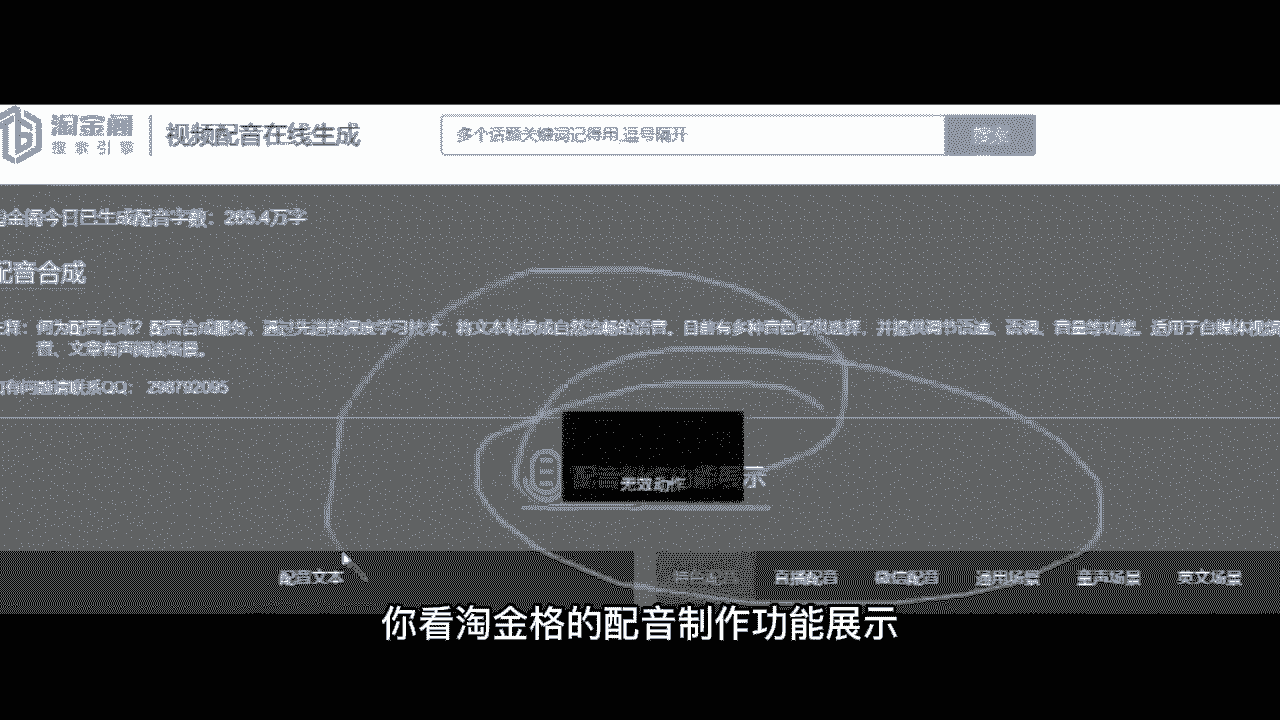 淘金阁
搜索引擎
视频配音在线生成
多个话题关键词记得用,逗号隔开
搜索
淘金阁今日已生成配音字数：265.4万字
配音合成
注释：何为配音合成？配音合成服务，通过先进的深度学习技术，将文本转换成自然流畅的语音。目前有多种音色可供选择，并提供调节语速、语调、音量等功能。适用于自媒体视频
音、文章有声阅读场景。
如有问题请联系QQ： 296792095
配音制作功能展示
无效动作
配音文本
直播配音
微信配音
通用场景
童声场景
英文场景
你看淘金格的配音制作功能展示